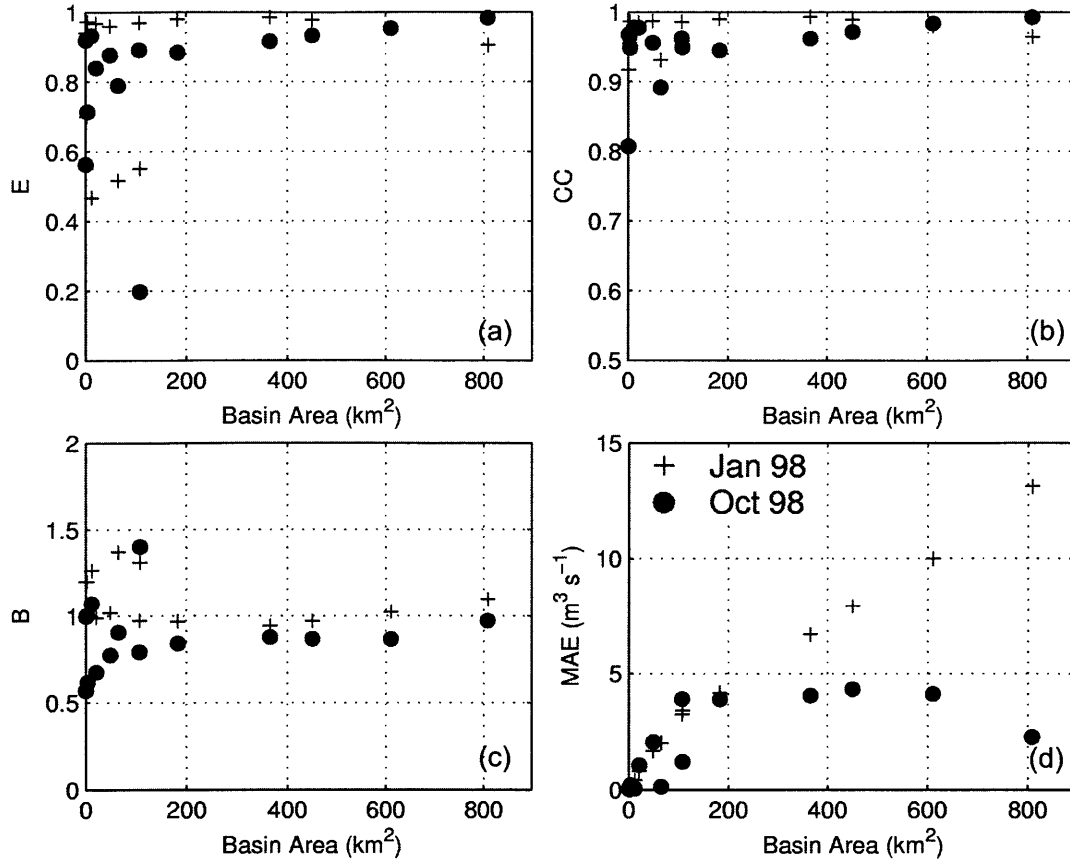 1
0.8
0.6
0.4
0.2
0
E
(a)
0 200 400 600 800
Basin Area (km²)
1
0.9
0.8
0.7
0.6
0.5
CC
(b)
0 200 400 600 800
Basin Area (km²)
2
1.5
1
0.5
0
B
(c)
0 200 400 600 800
Basin Area (km²)
15
10
5
0
MAE (m³ s⁻¹)
Jan 98
Oct 98
(d)
0 200 400 600 800
Basin Area (km²)